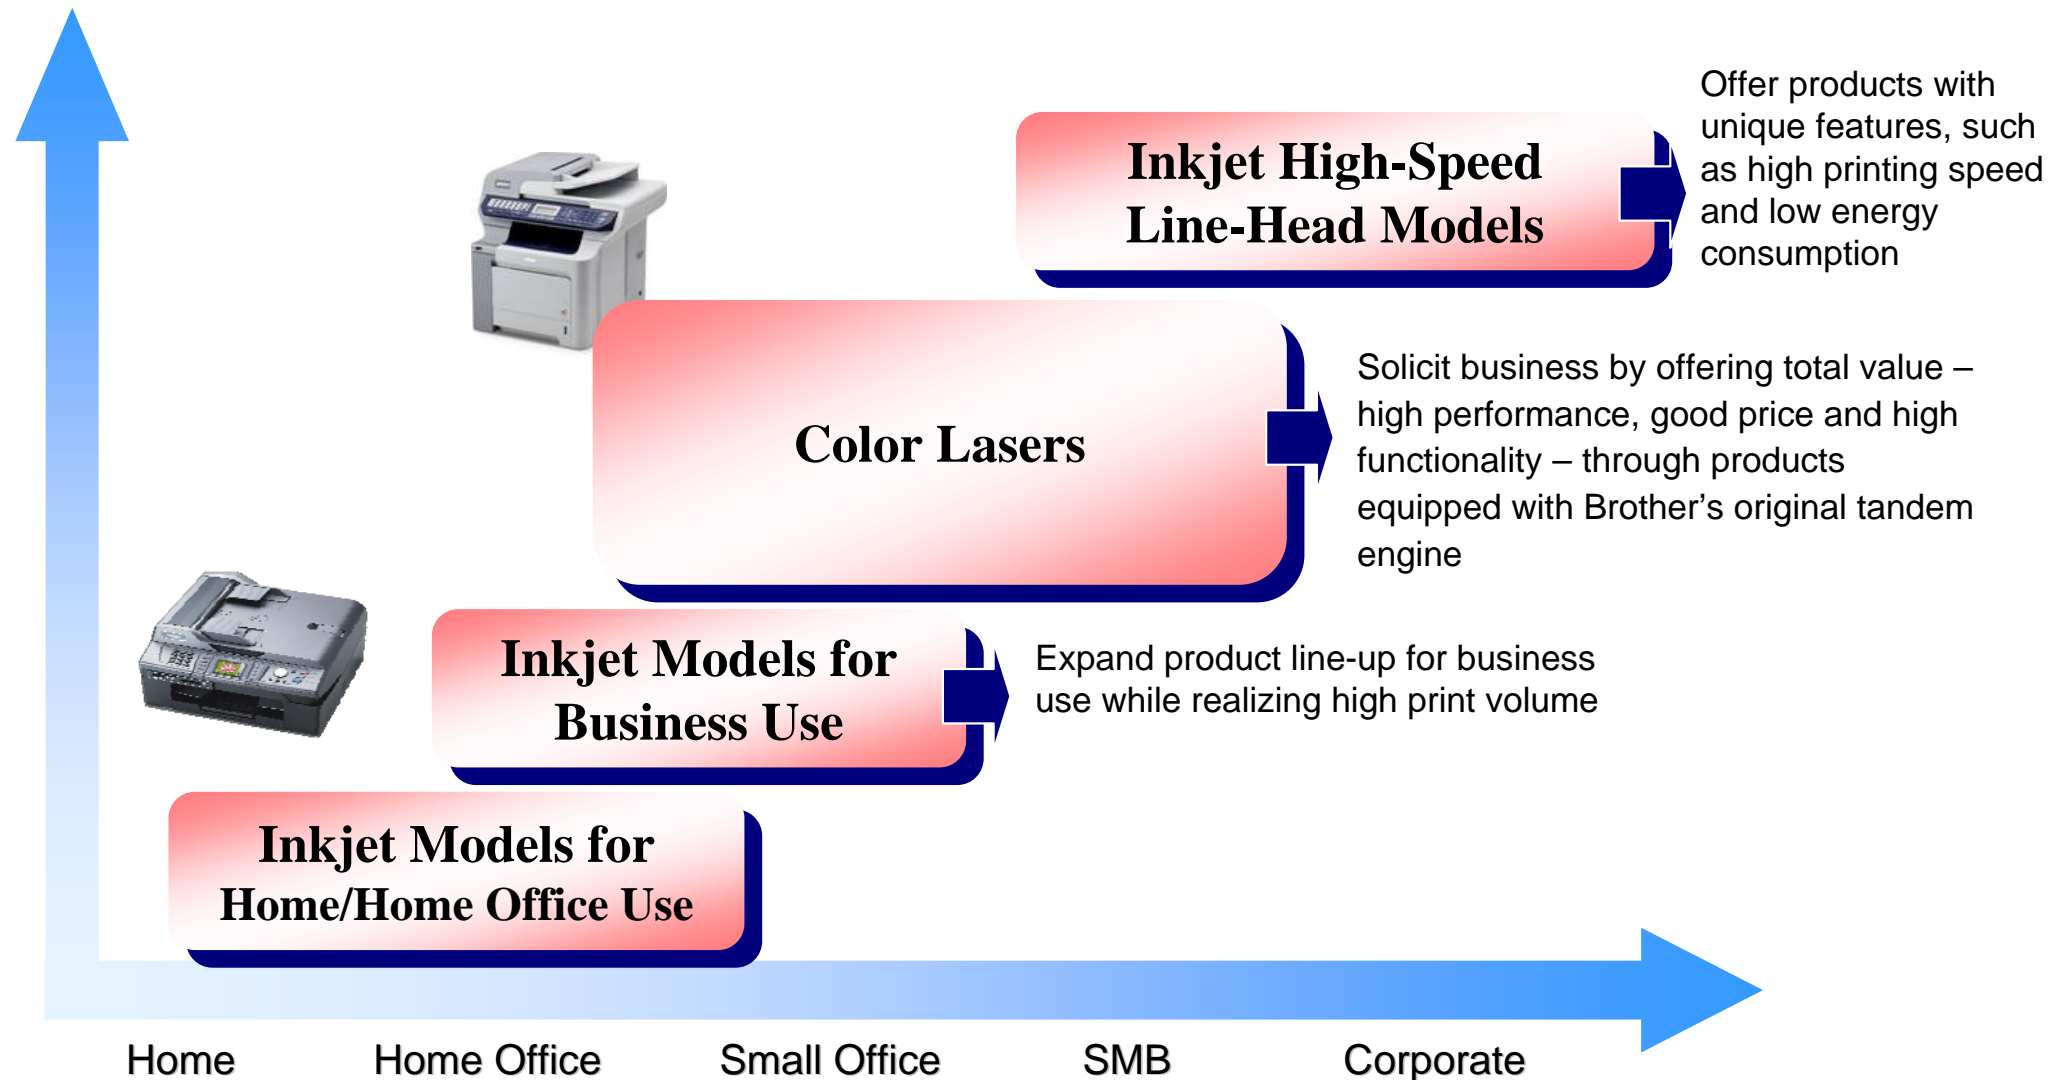 Offer products with
unique features, such
as high printing speed
and low energy
consumption
Inkjet High-Speed
Line-Head Models
Color Lasers
Solicit business by offering total value –
high performance, good price and high
functionality – through products
equipped with Brother’s original tandem
engine
Inkjet Models for
Business Use
Expand product line-up for business
use while realizing high print volume
Inkjet Models for
Home/Home Office Use
Home
Home Office
Small Office
SMB
Corporate